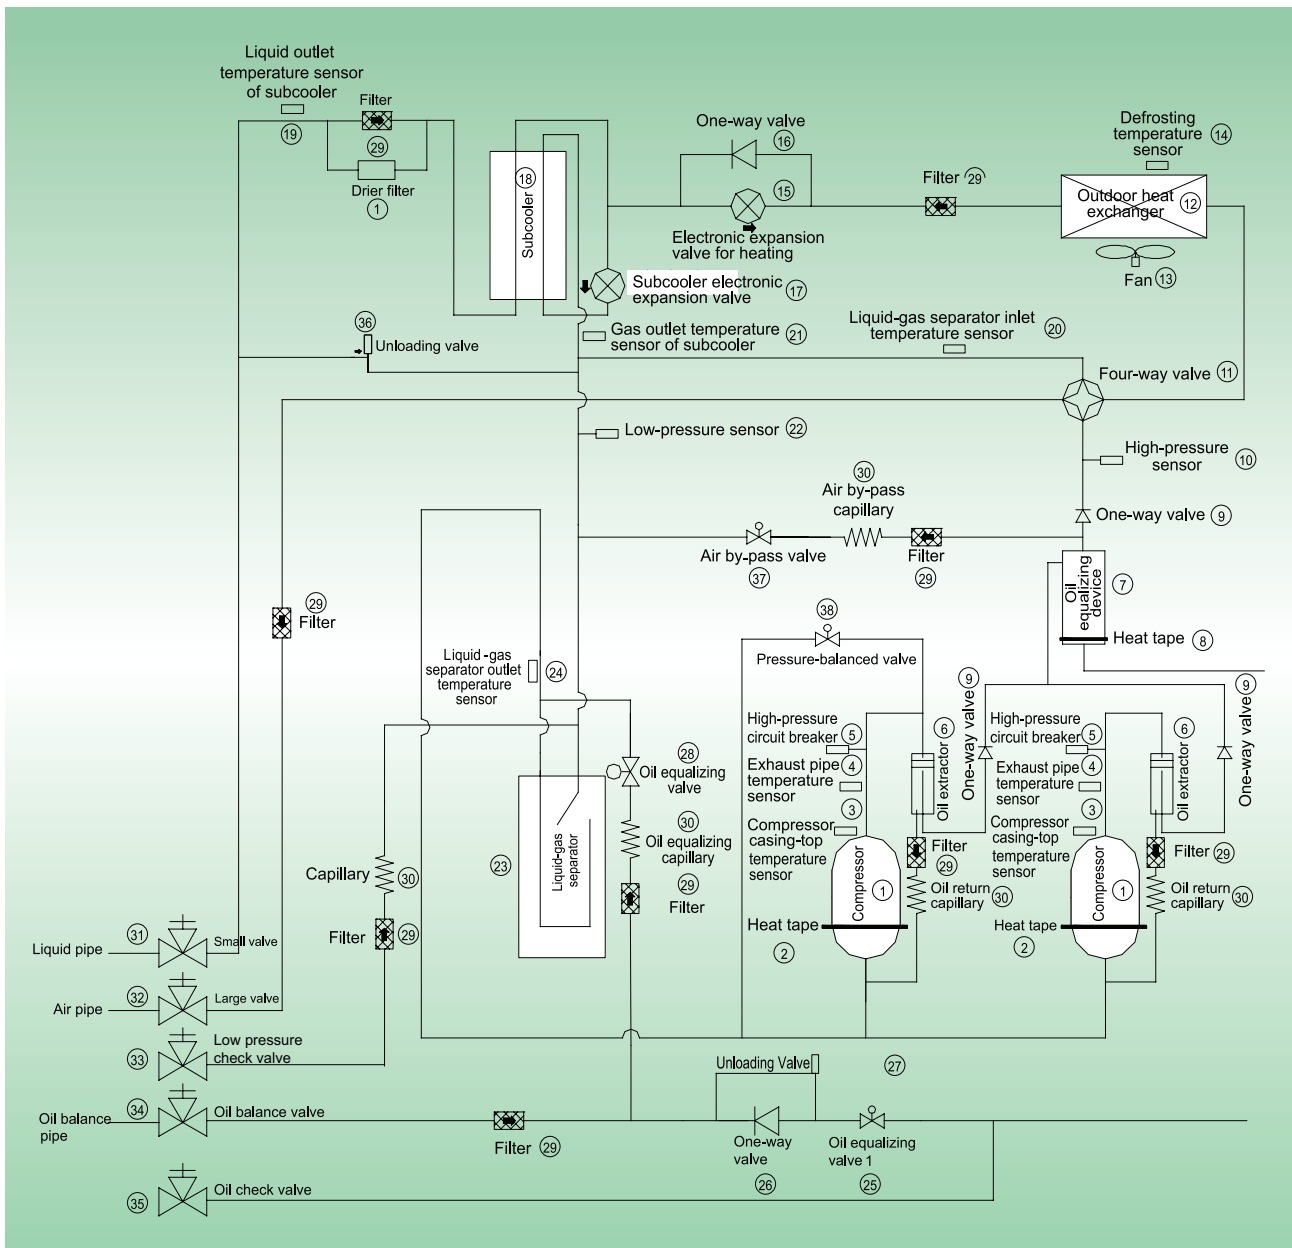 Liquid outlet
temperature sensor
of subcooler
19
Filter
29
Drier filter
1
18
Subcooler
One-way valve
16
15
Electronic expansion
valve for heating
Filter 29
Defrosting
temperature
sensor
14
Outdoor heat
exchanger
12
Fan 13
Subcooler electronic
expansion valve
17
36
Unloading valve
Gas outlet temperature
sensor of subcooler
21
Liquid-gas separator inlet
temperature sensor
20
Four-way valve 11
Low-pressure sensor 22
High-pressure
sensor
10
30
Air by-pass
capillary
One-way valve 9
Air by-pass valve
37
Filter
29
Oil
equalizing
device
7
Heat tape 8
29
Filter
38
Pressure-balanced valve
Liquid -gas
separator outlet
temperature
sensor
24
9
One-way valve
9
One-way valve
High-pressure
circuit breaker
5
6
Oil extractor
Exhaust pipe
temperature
sensor
4
3
Compressor
casing-top
temperature
sensor
High-pressure
circuit breaker
5
6
Oil extractor
Exhaust pipe
temperature
sensor
4
3
Compressor
casing-top
temperature
sensor
28
Oil equalizing
valve
30
Oil equalizing
capillary
29
Filter
23
Liquid-gas
separator
Compressor
1
Filter
29
Oil return
capillary 30
Heat tape
2
Compressor
1
Filter 29
Oil return
capillary
30
Heat tape
2
Capillary
30
Filter
29
31
Liquid pipe
Small valve
32
Air pipe
Large valve
33
Low pressure
check valve
34
Oil balance
pipe
Oil balance valve
Filter 29
Unloading Valve
27
One-way
valve
26
Oil equalizing
valve 1
25
35
Oil check valve